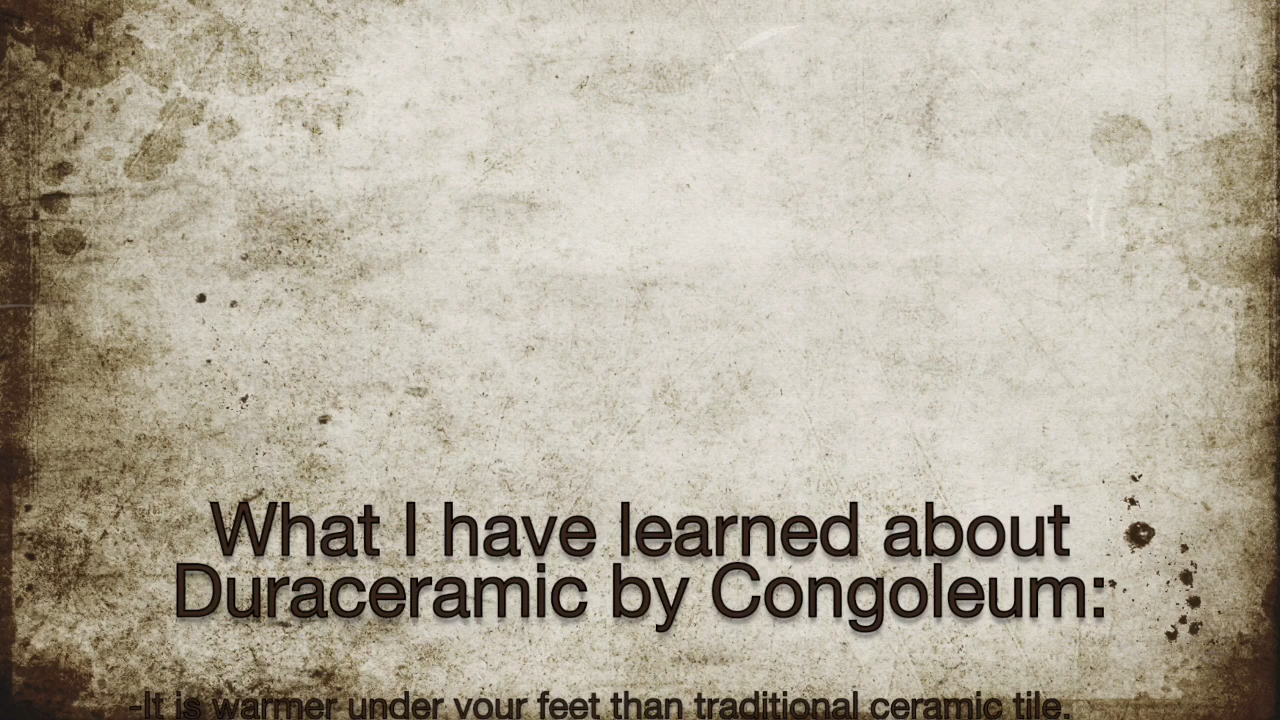 What I have learned about
Duraceramic by Congoleum:
-It is warmer under your feet than traditional ceramic tile.